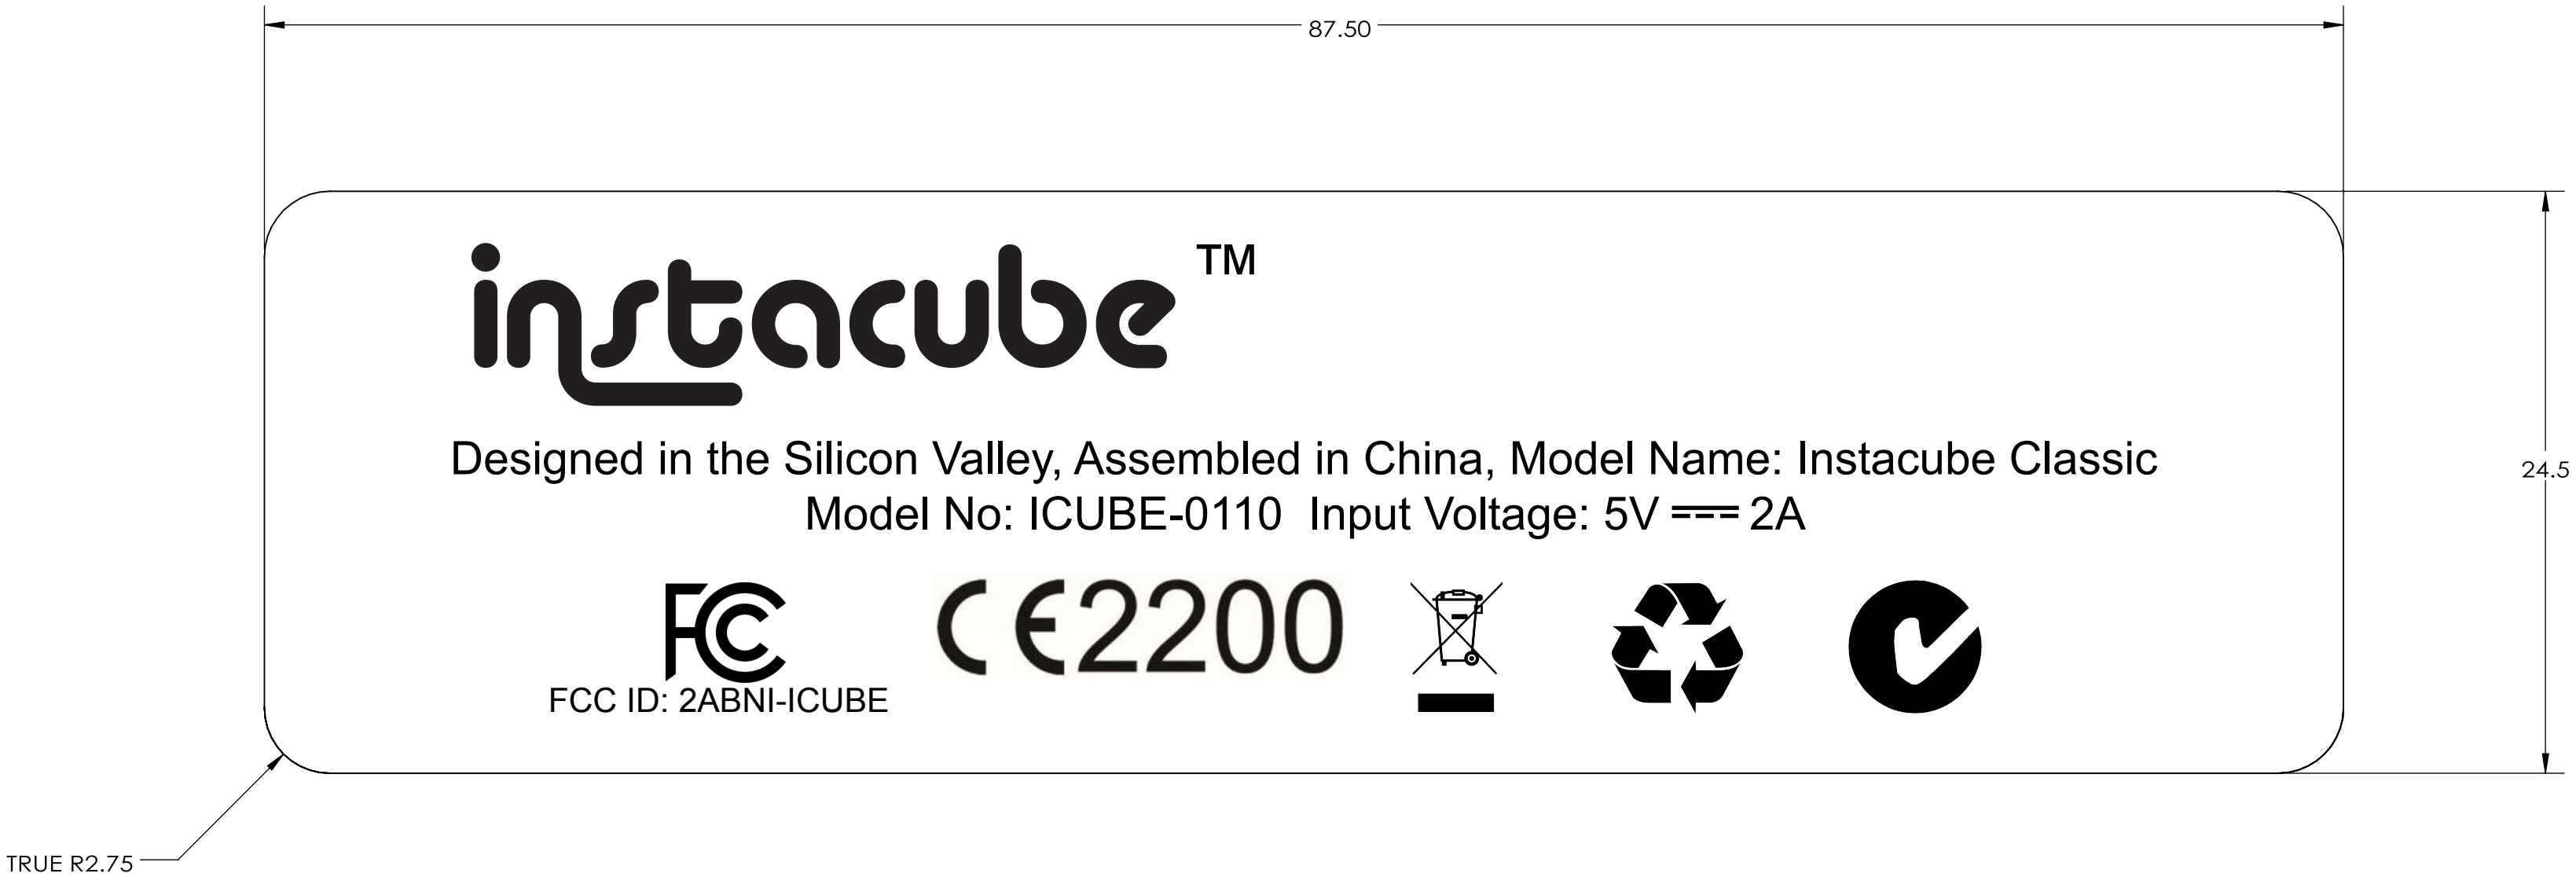 87.50
instacube TM
Designed in the Silicon Valley, Assembled in China, Model Name: Instacube Classic
24.5
Model No: ICUBE-0110 Input Voltage: 5V ⎓ 2A
FC CE2200
FCC ID: 2ABNI-ICUBE
TRUE R2.75